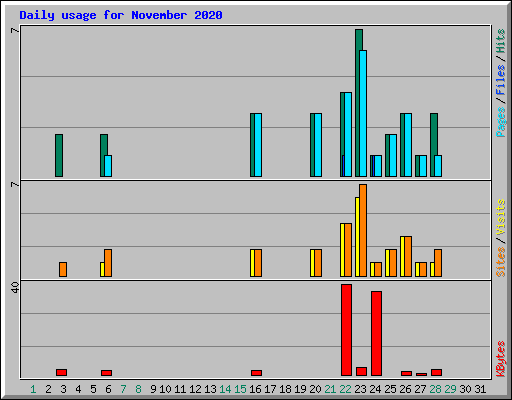 Daily usage for November 2020
7
Pages / Files / Hits
7
Sites / Visits
40
KBytes
1 2 3 4 5 6 7 8 9 10 11 12 13 14 15 16 17 18 19 20 21 22 23 24 25 26 27 28 29 30 31